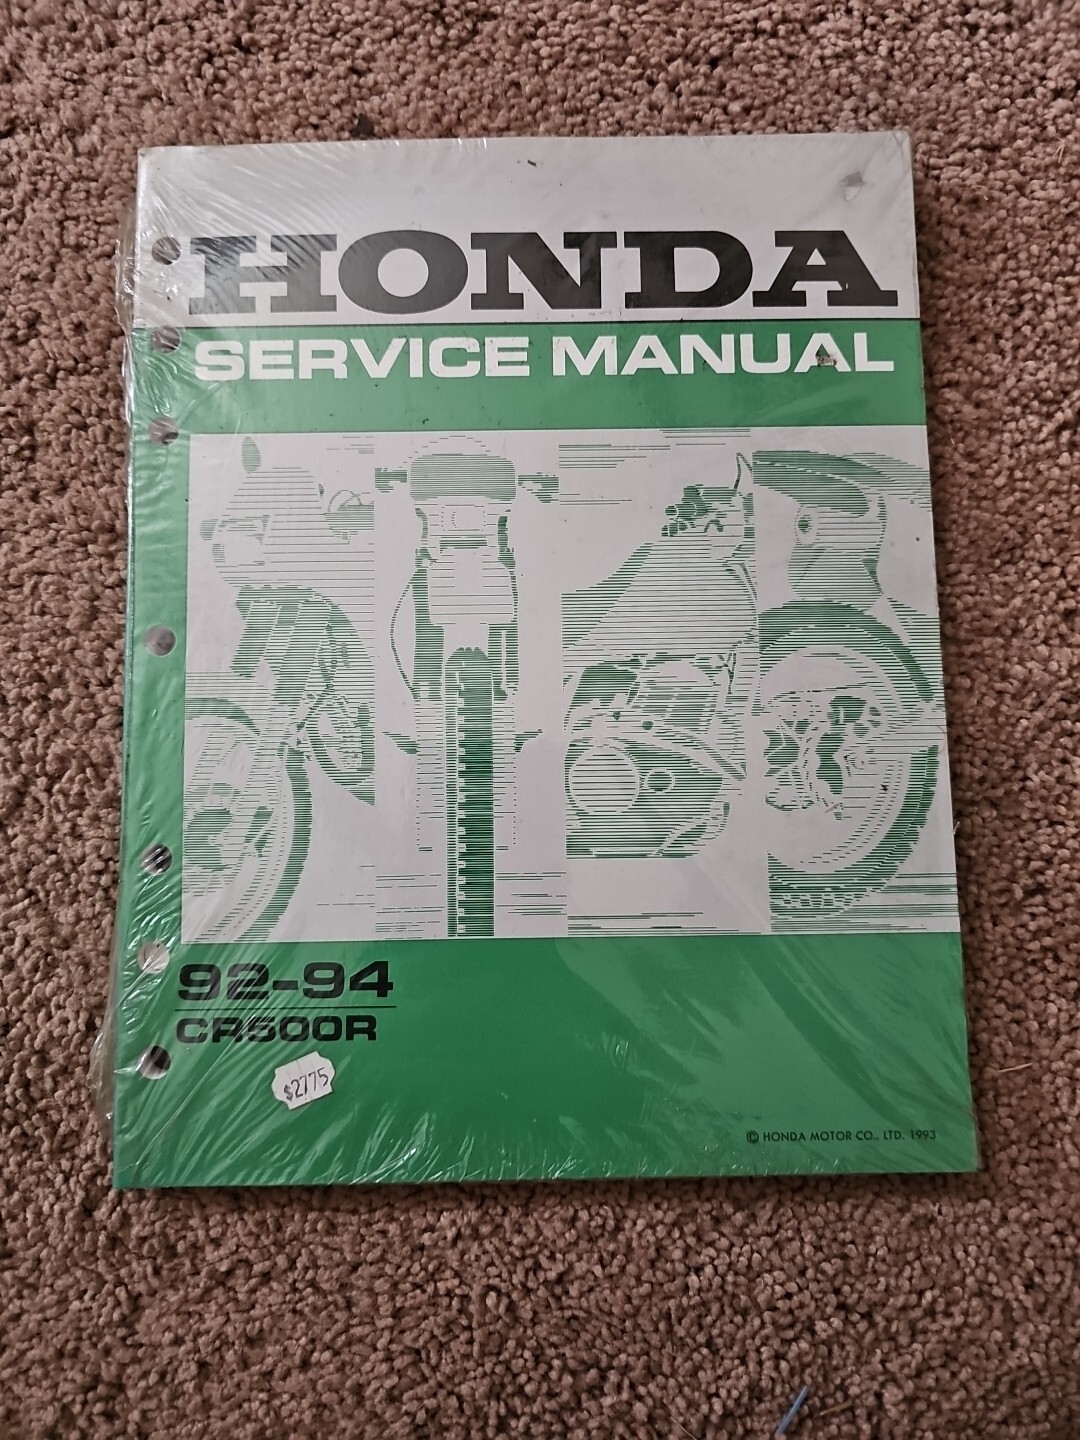 HONDA
SERVICE MANUAL
92-94
CR500R
$2775
© HONDA MOTOR CO., LTD. 1993